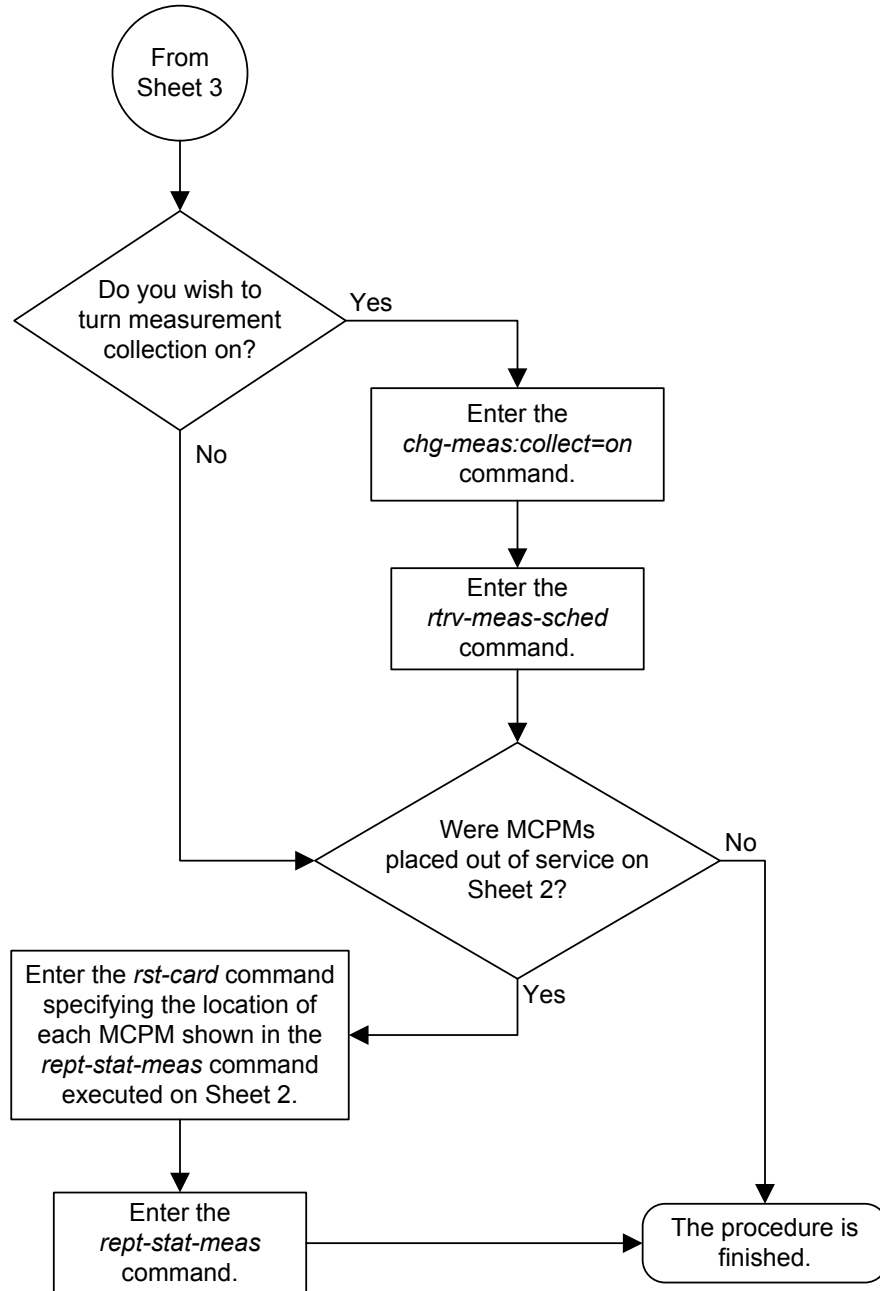 From
Sheet 3
Do you wish to
turn measurement
collection on?
Yes
No
Enter the
chg-meas:collect=on
command.
Enter the
rtrv-meas-sched
command.
Were MCPMs
placed out of service on
Sheet 2?
No
Yes
Enter the rst-card command
specifying the location of
each MCPM shown in the
rept-stat-meas command
executed on Sheet 2.
Enter the
rept-stat-meas
command.
The procedure is
finished.